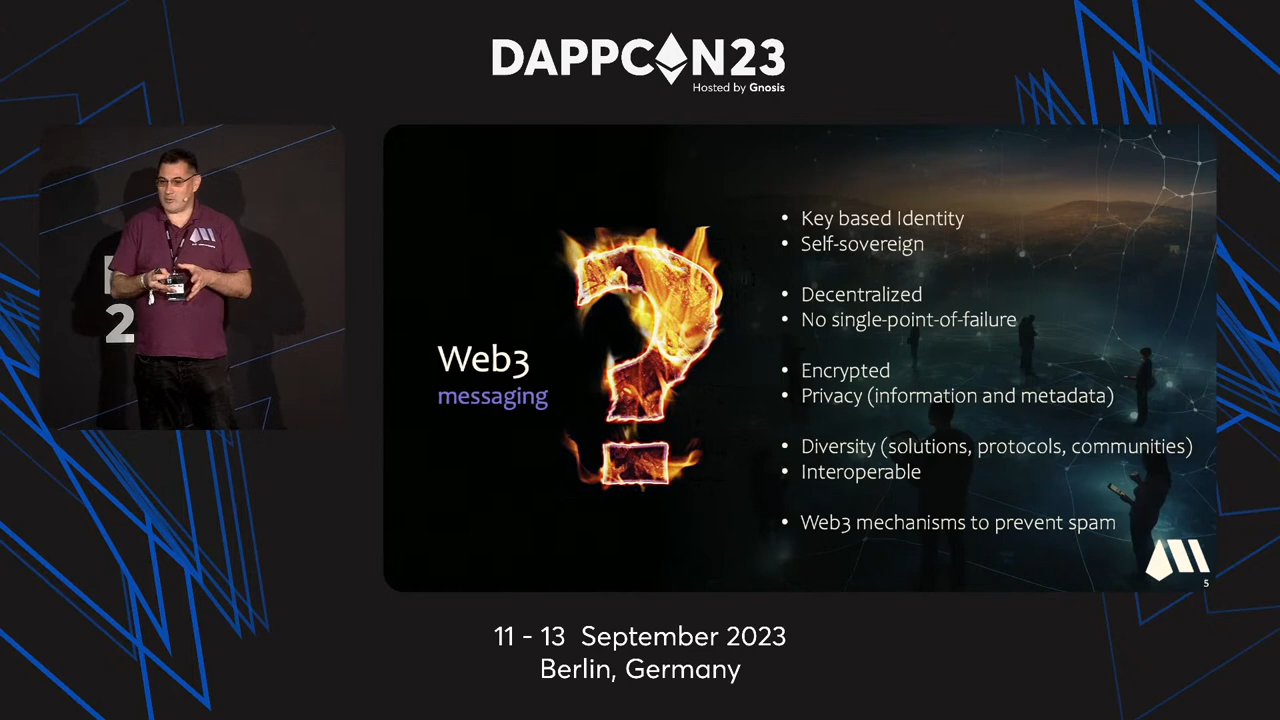 DAPPCON23
Hosted by Gnosis
2
Web3
messaging
• Key based Identity
• Self-sovereign
• Decentralized
• No single-point-of-failure
• Encrypted
• Privacy (information and metadata)
• Diversity (solutions, protocols, communities)
• Interoperable
• Web3 mechanisms to prevent spam
5
11 - 13 September 2023
Berlin, Germany